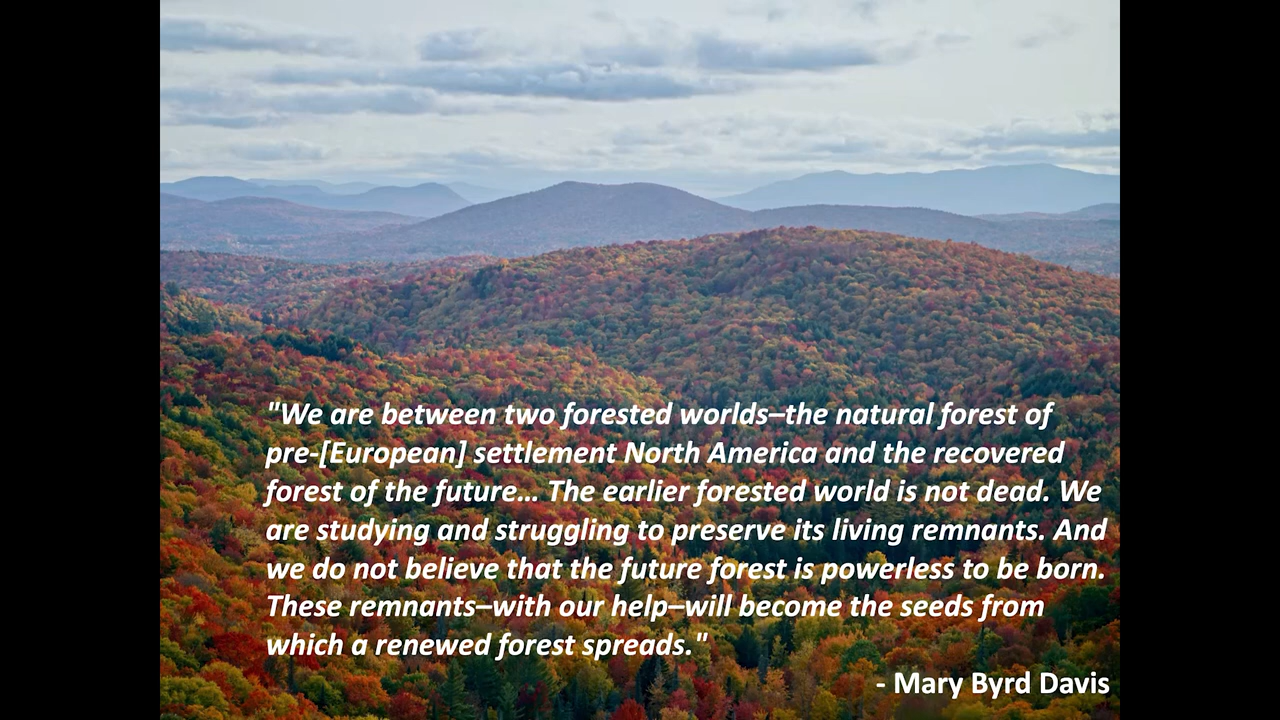 "We are between two forested worlds–the natural forest of
pre-[European] settlement North America and the recovered
forest of the future... The earlier forested world is not dead. We
are studying and struggling to preserve its living remnants. And
we do not believe that the future forest is powerless to be born.
These remnants–with our help–will become the seeds from
which a renewed forest spreads."
- Mary Byrd Davis